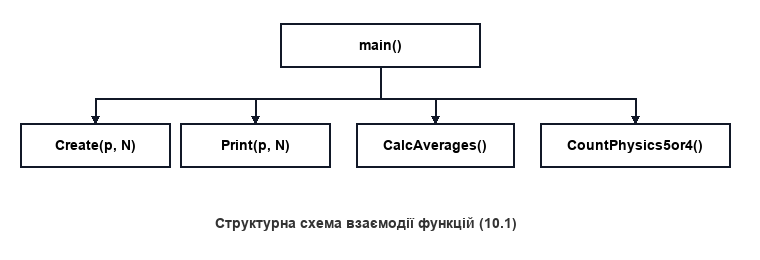 main()
Create(p, N)
Print(p, N)
CalcAverages()
CountPhysics5or4()
Структурна схема взаємодії функцій (10.1)